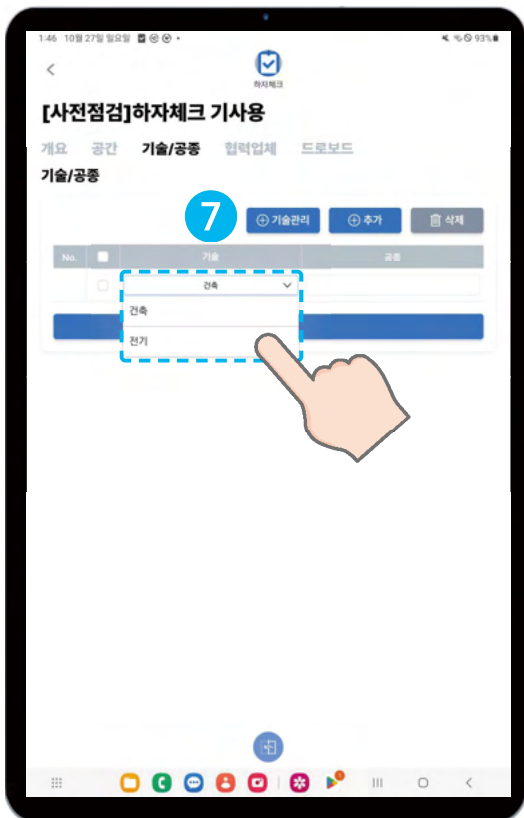 1:46 10월 27일 일요일 93%
하자체크
[사전점검]하자체크 기사용
개요 공간 기술/공종 협력업체 드로보드
기술/공종
7 기술관리 추가 삭제
No. 기술 공종
건축
건축
전기
1